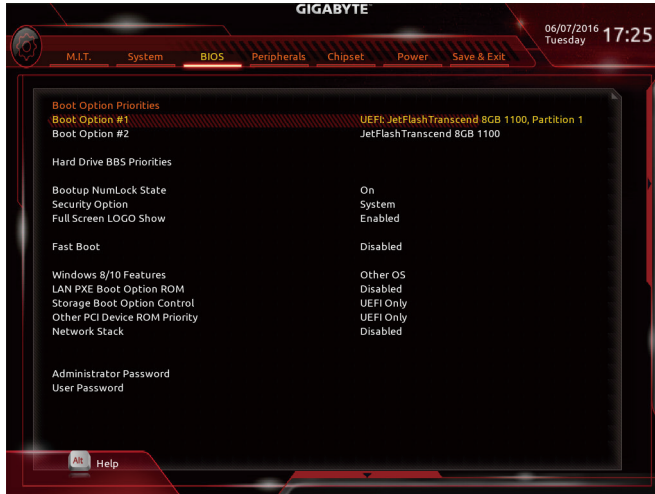 GIGABYTE™
06/07/2016
Tuesday
17:25
M.I.T. System BIOS Peripherals Chipset Power Save & Exit
Boot Option Priorities
Boot Option #1 UEFI: JetFlashTranscend 8GB 1100, Partition 1
Boot Option #2 JetFlashTranscend 8GB 1100
Hard Drive BBS Priorities
Bootup NumLock State On
Security Option System
Full Screen LOGO Show Enabled
Fast Boot Disabled
Windows 8/10 Features Other OS
LAN PXE Boot Option ROM Disabled
Storage Boot Option Control UEFI Only
Other PCI Device ROM Priority UEFI Only
Network Stack Disabled
Administrator Password
User Password
Alt Help